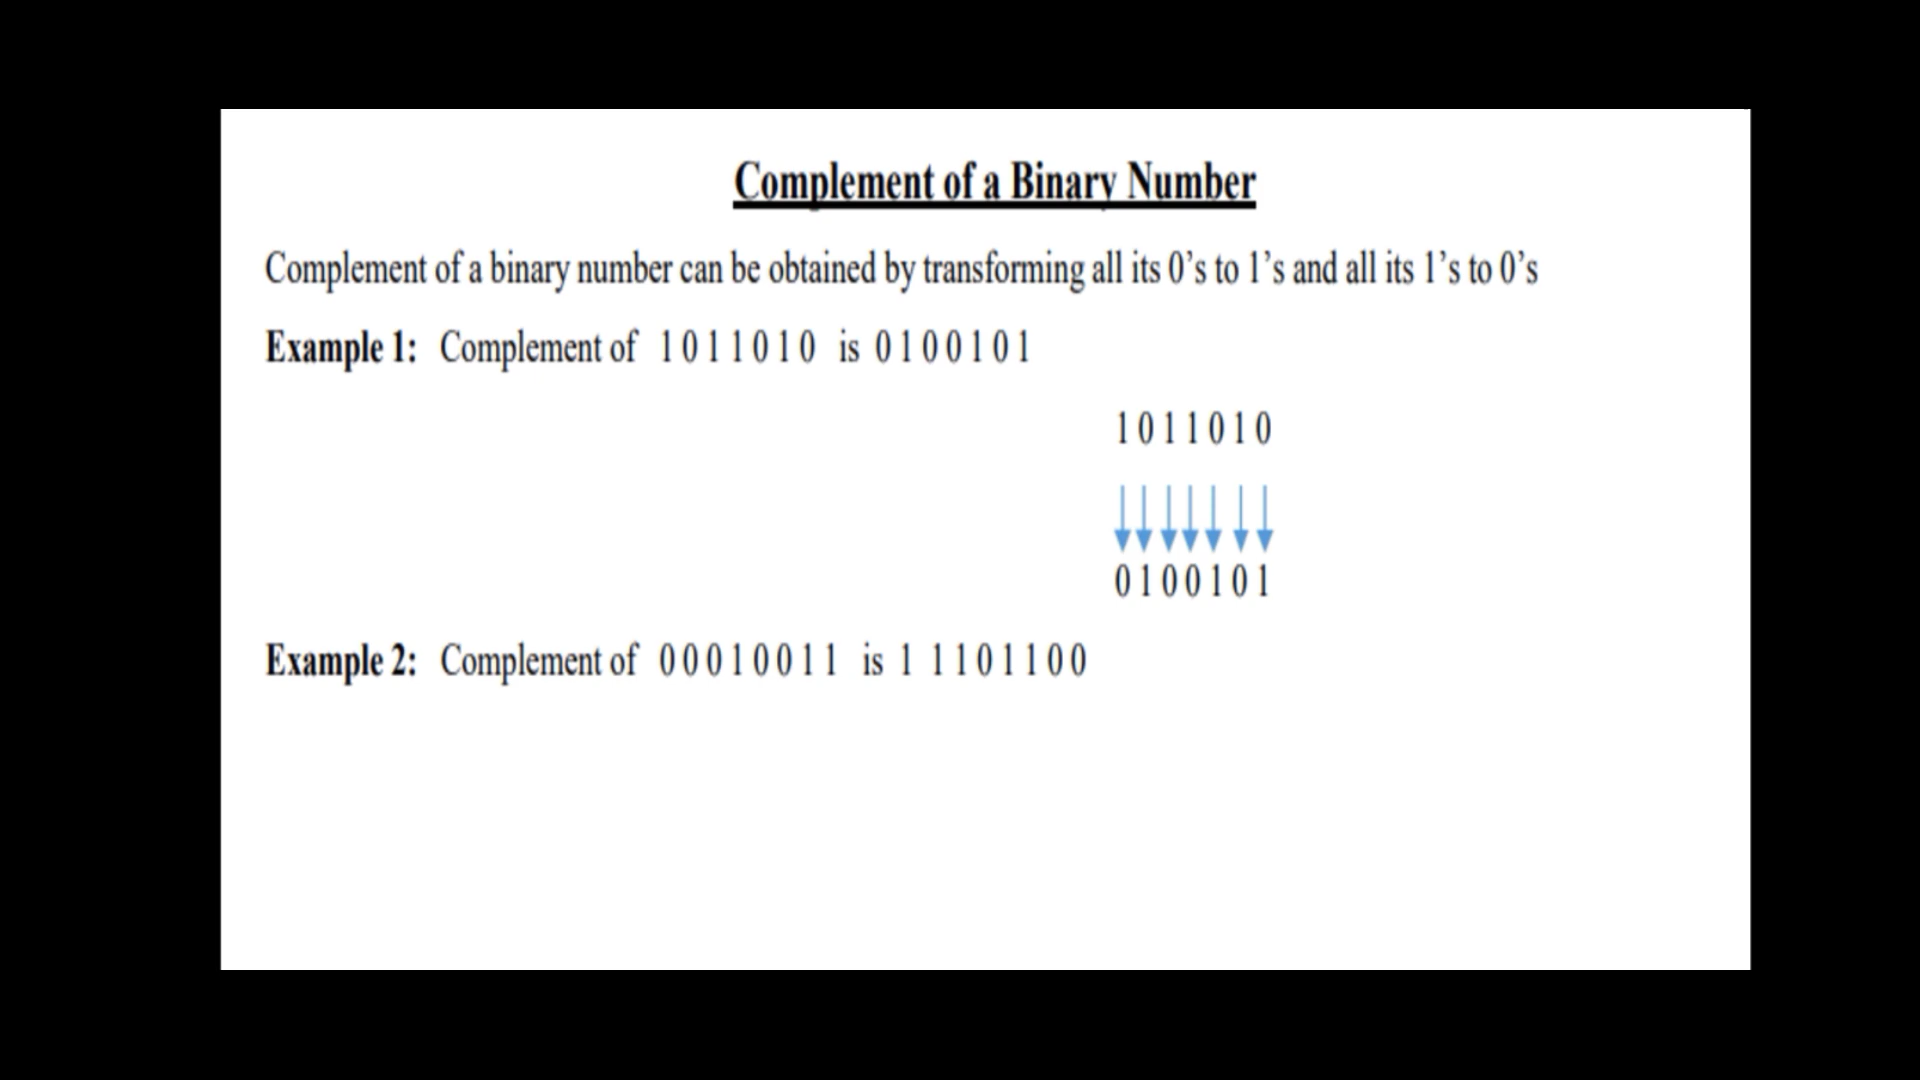 Complement of a Binary Number
Complement of a binary number can be obtained by transforming all its 0’s to 1’s and all its 1’s to 0’s
Example 1: Complement of 1 0 1 1 0 1 0 is 0 1 0 0 1 0 1
1 0 1 1 0 1 0
0 1 0 0 1 0 1
Example 2: Complement of 0 0 0 1 0 0 1 1 is 1 1 1 0 1 1 0 0